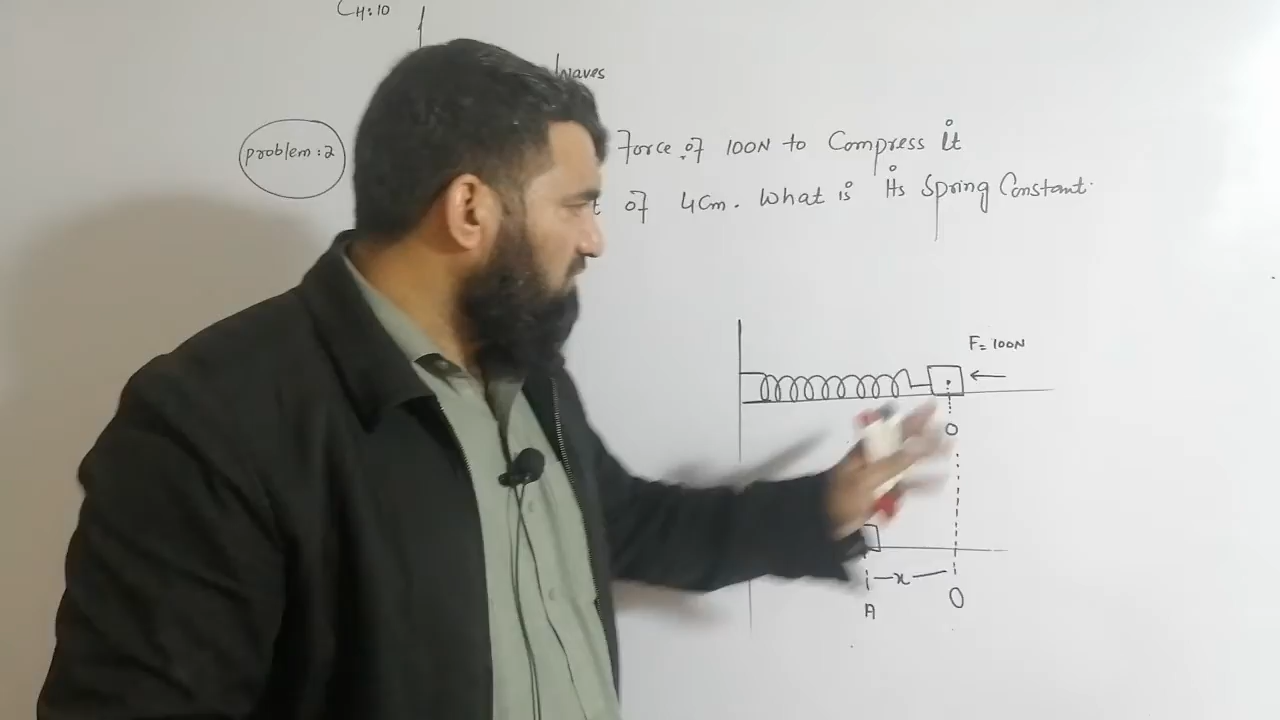 CH:10
Waves
problem:2
Force of 100N to Compress it
of 4cm. What is its Spring Constant.
F= 100N
O
x
A
O